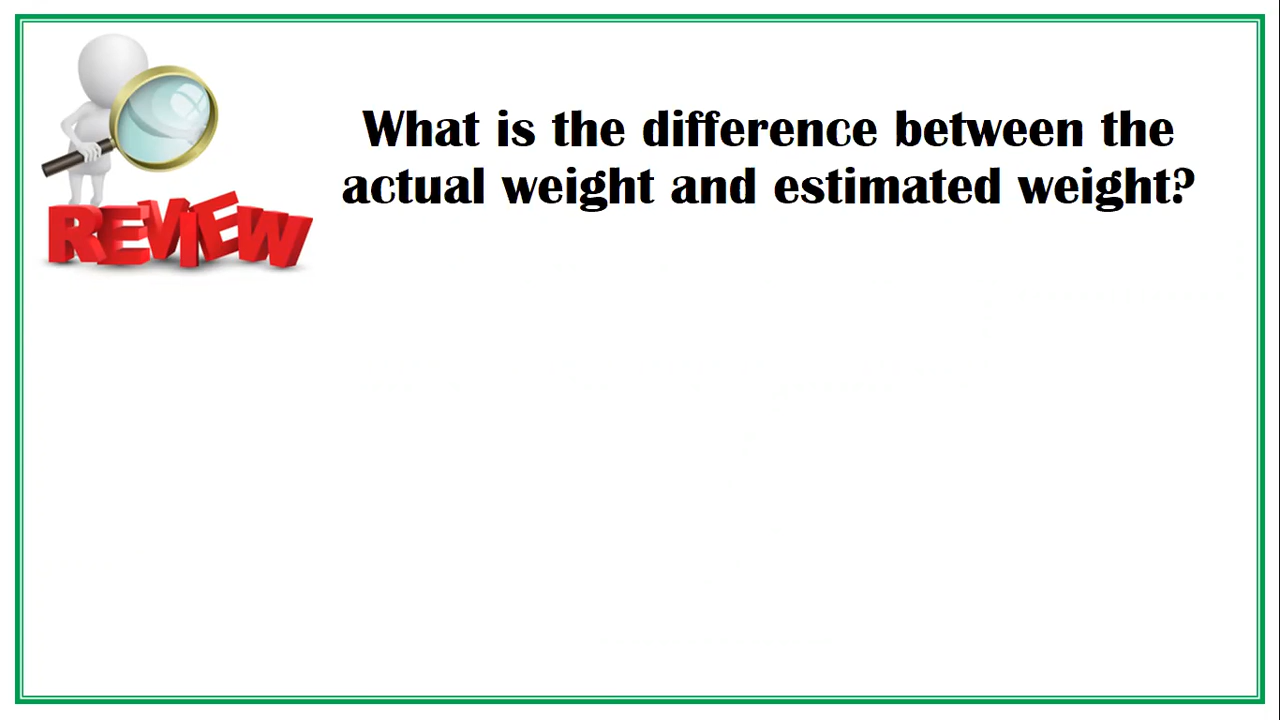 REVIEW
What is the difference between the
actual weight and estimated weight?